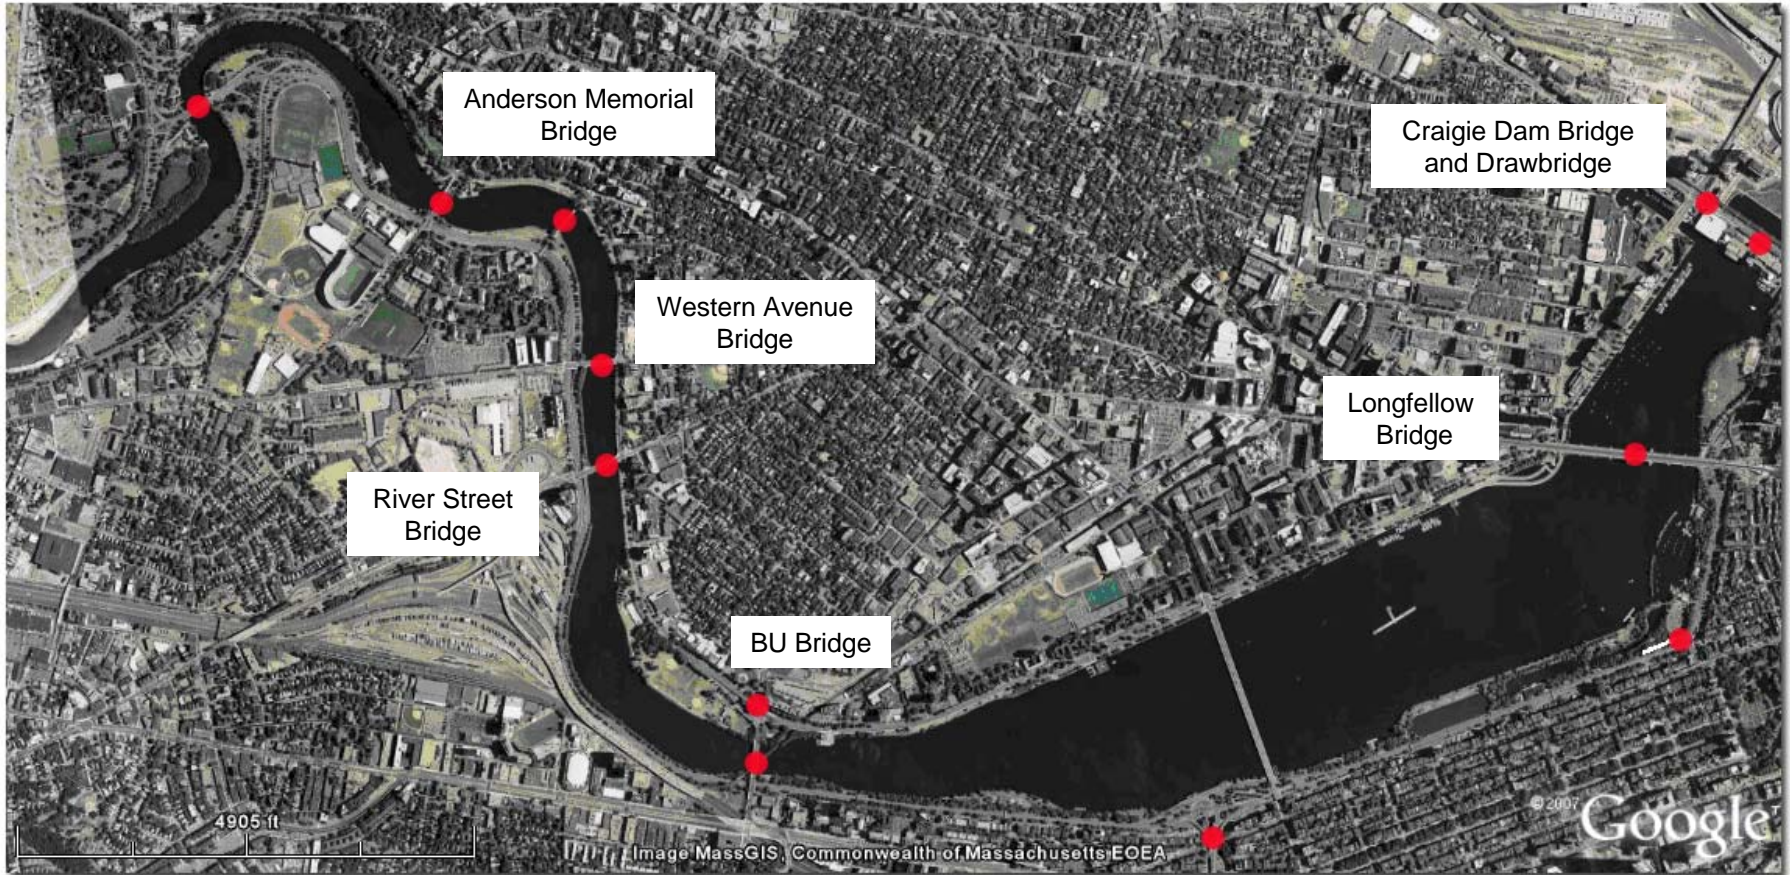 Anderson Memorial
Bridge
Craigie Dam Bridge
and Drawbridge
Western Avenue
Bridge
Longfellow
Bridge
River Street
Bridge
BU Bridge
4905 ft
©2007 Google
Image MassGIS, Commonwealth of Massachusetts EOEA